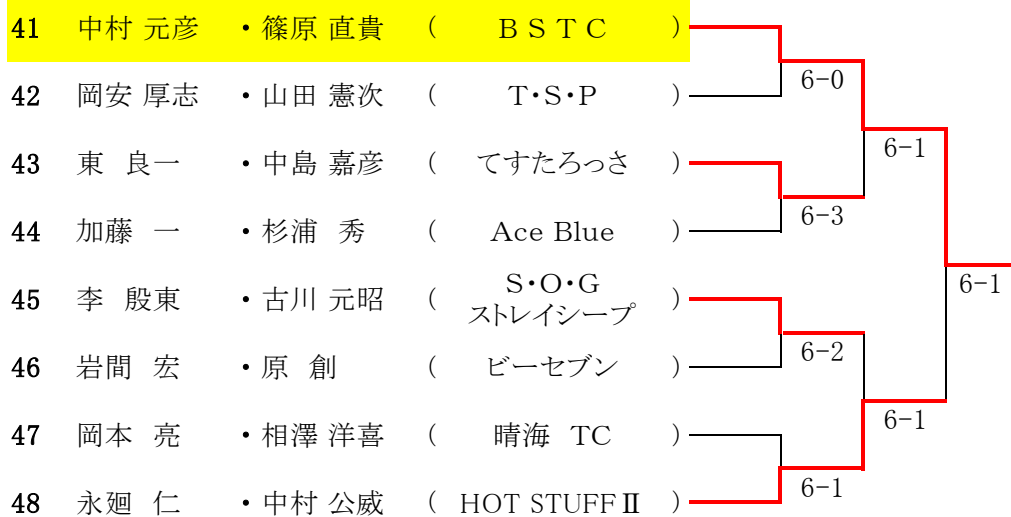 41 中村 元彦 ・篠原 直貴 ( B S T C )
6-0
42 岡安 厚志 ・山田 憲次 ( T・S・P )
6-1
43 東 良一 ・中島 嘉彦 ( てすたろっさ )
6-3
44 加藤 一 ・杉浦 秀 ( Ace Blue )
6-1
45 李 殷東 ・古川 元昭 ( S・O・G
ストレイシープ )
6-2
46 岩間 宏 ・原 創 ( ビーセブン )
6-1
47 岡本 亮 ・相澤 洋喜 ( 晴海 TC )
6-1
48 永廻 仁 ・中村 公威 ( HOT STUFFⅡ )